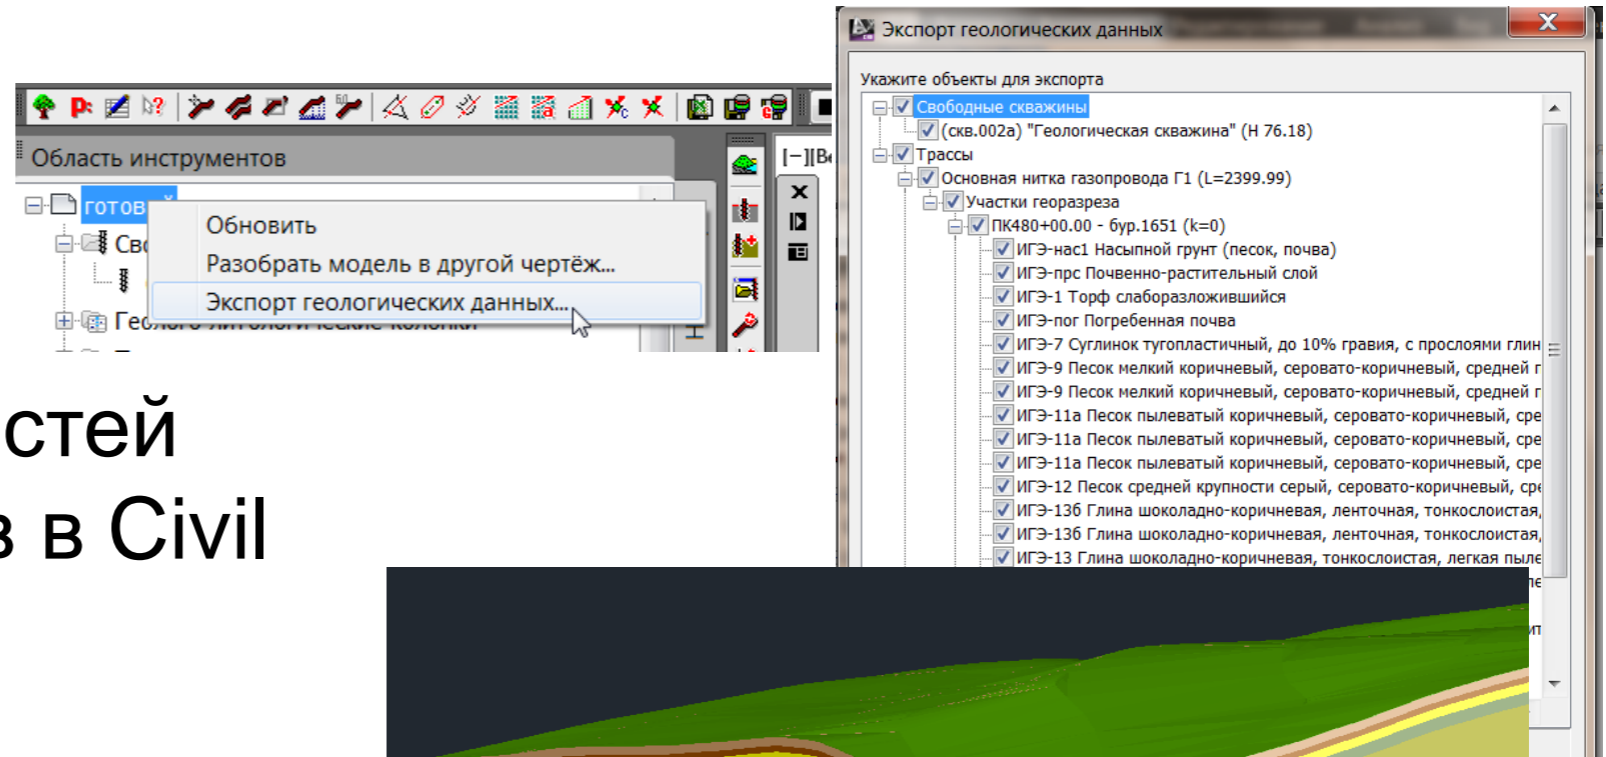 Экспорт геологических данных
Укажите объекты для экспорта
Свободные скважины
(скв.002а) "Геологическая скважина" (H 76.18)
Трассы
Основная нитка газопровода Г1 (L=2399.99)
Участки георазреза
ПК480+00.00 - бур.1651 (k=0)
ИГЭ-нас1 Насыпной грунт (песок, почва)
ИГЭ-прс Почвенно-растительный слой
ИГЭ-1 Торф слаборазложившийся
ИГЭ-пог Погребенная почва
ИГЭ-7 Суглинок тугопластичный, до 10% гравия, с прослоями глин
ИГЭ-9 Песок мелкий коричневый, серовато-коричневый, средней г
ИГЭ-9 Песок мелкий коричневый, серовато-коричневый, средней г
ИГЭ-11а Песок пылеватый коричневый, серовато-коричневый, сре
ИГЭ-11а Песок пылеватый коричневый, серовато-коричневый, сре
ИГЭ-11а Песок пылеватый коричневый, серовато-коричневый, сре
ИГЭ-12 Песок средней крупности серый, серовато-коричневый, сре
ИГЭ-13б Глина шоколадно-коричневая, ленточная, тонкослоистая,
ИГЭ-13б Глина шоколадно-коричневая, ленточная, тонкослоистая,
ИГЭ-13 Глина шоколадно-коричневая, тонкослоистая, легкая пыле
Область инструментов
[−][Ве
готов
Сво
Обновить
Разобрать модель в другой чертёж...
Экспорт геологических данных...
стей
в в Civil